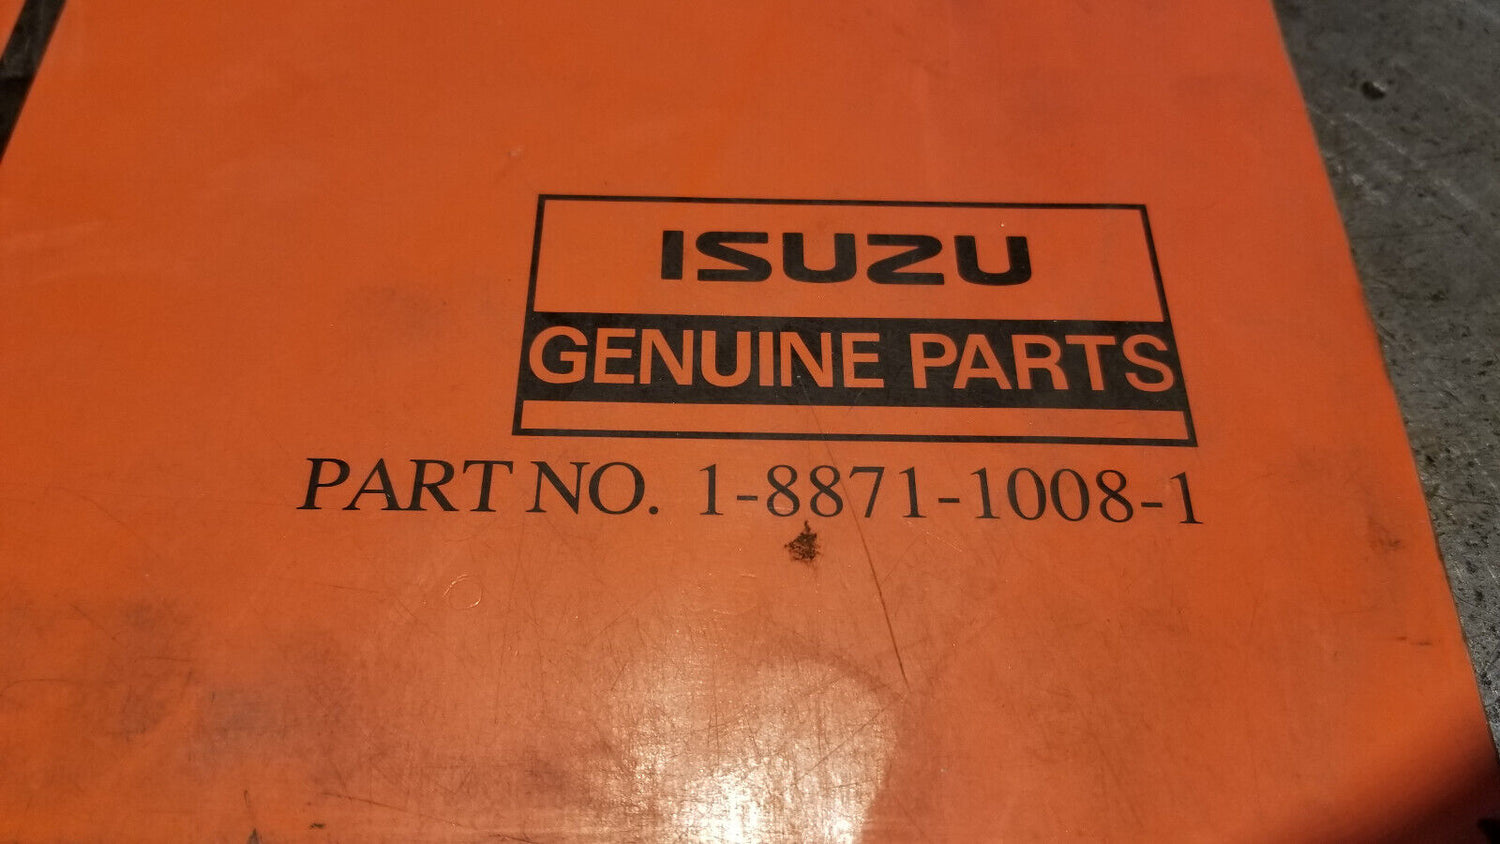 ISUZU
GENUINE PARTS
PART NO. 1-8871-1008-1